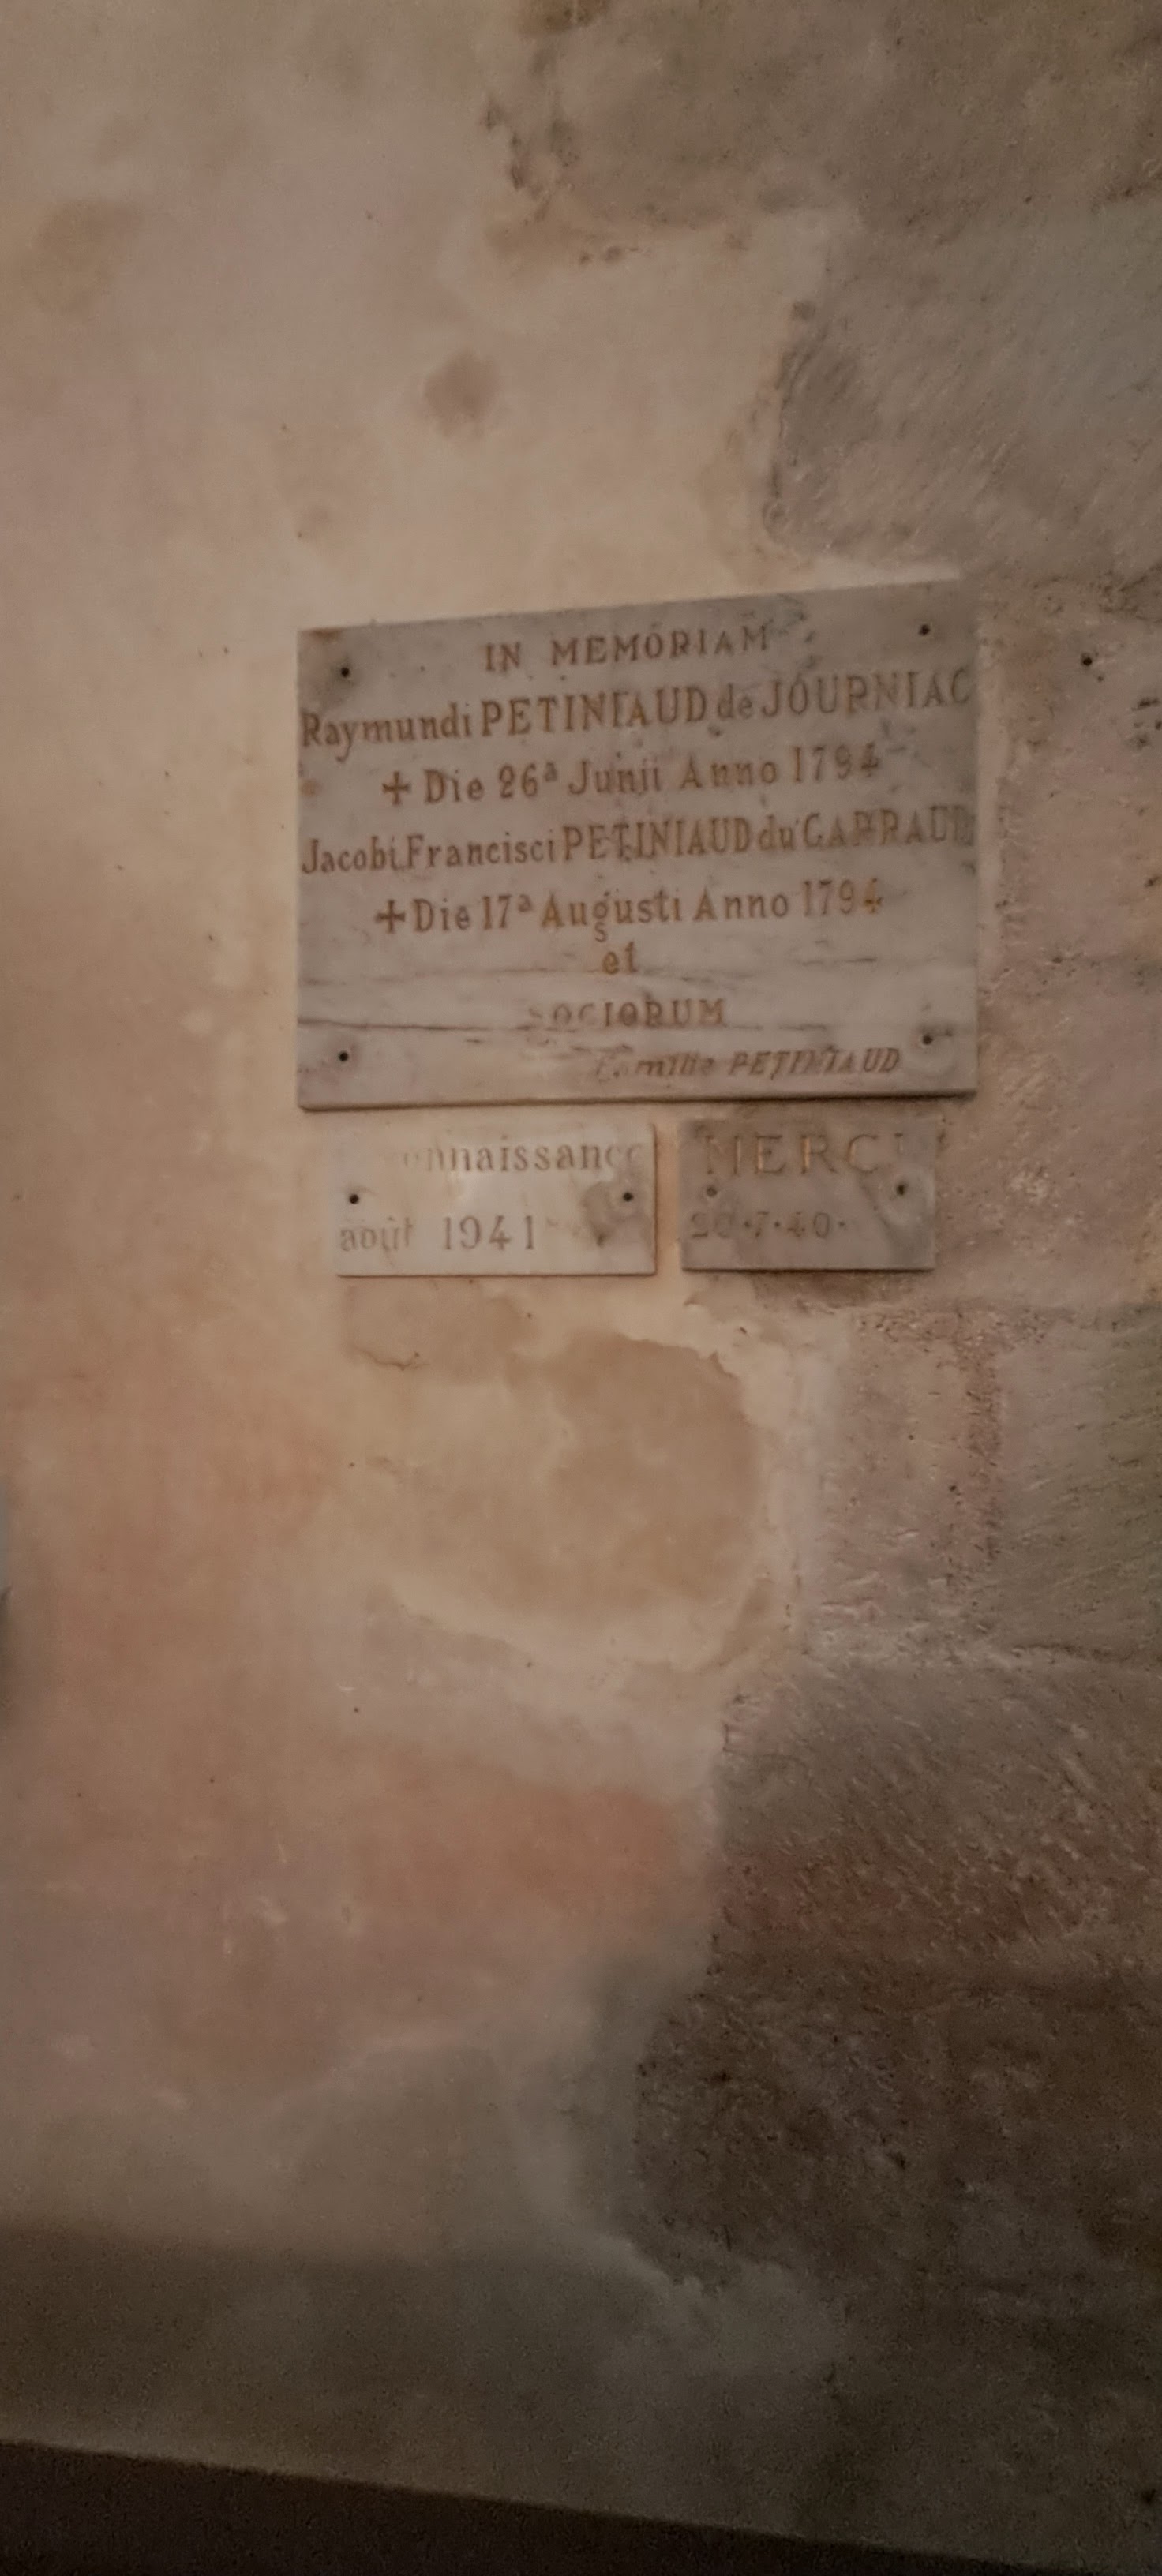 IN MEMORIAM
Raymundi PETINIAUD de JOURNIAC
+ Die 26ª Junii Anno 1794
Jacobi Francisci PETINIAUD du GARRAUD
+ Die 17ª Augusti Anno 1794
et
SOCIORUM
Famille PETINIAUD
août 1941
MERCI
20·7·40·